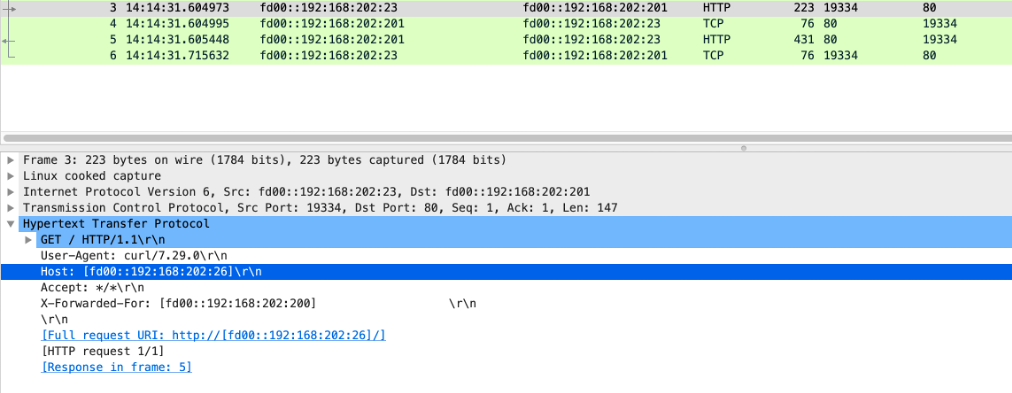 3 14:14:31.604973 fd00::192:168:202:23 fd00::192:168:202:201 HTTP 223 19334 80
4 14:14:31.604995 fd00::192:168:202:201 fd00::192:168:202:23 TCP 76 80 19334
5 14:14:31.605448 fd00::192:168:202:201 fd00::192:168:202:23 HTTP 431 80 19334
6 14:14:31.715632 fd00::192:168:202:23 fd00::192:168:202:201 TCP 76 19334 80
Frame 3: 223 bytes on wire (1784 bits), 223 bytes captured (1784 bits)
Linux cooked capture
Internet Protocol Version 6, Src: fd00::192:168:202:23, Dst: fd00::192:168:202:201
Transmission Control Protocol, Src Port: 19334, Dst Port: 80, Seq: 1, Ack: 1, Len: 147
Hypertext Transfer Protocol
GET / HTTP/1.1\r\n
User-Agent: curl/7.29.0\r\n
Host: [fd00::192:168:202:26]\r\n
Accept: */*\r\n
X-Forwarded-For: [fd00::192:168:202:200] \r\n
\r\n
[Full request URI: http://[fd00::192:168:202:26]/]
[HTTP request 1/1]
[Response in frame: 5]